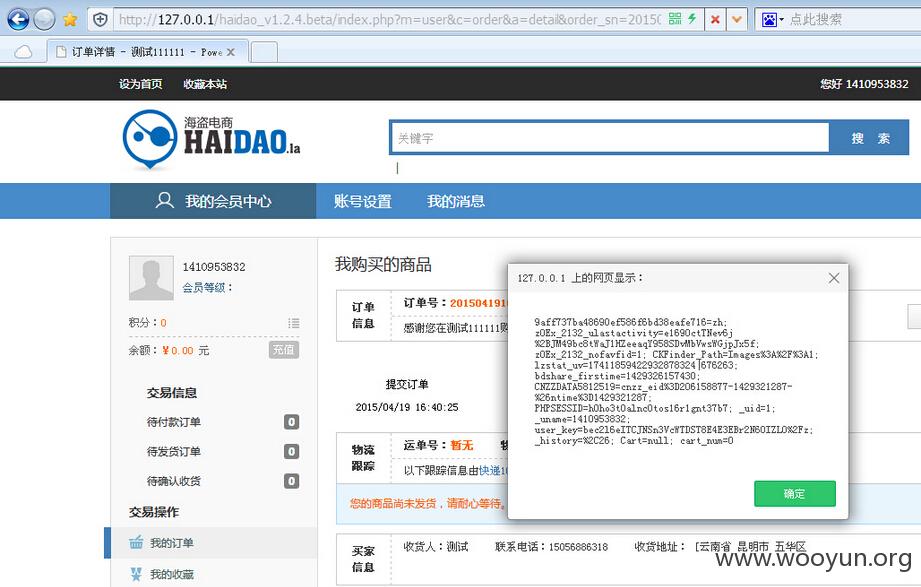 http://127.0.0.1/haidao_v1.2.4.beta/index.php?m=user&c=order&a=detail&order_sn=20150
点此搜索
订单详情 - 测试111111 - Powe
设为首页 收藏本站
您好 1410953832
海盗电商
HAIDAO.la
关键字
搜 索
我的会员中心 账号设置 我的消息
1410953832
会员等级：
积分：0
余额：￥0.00 元 充值
交易信息
待付款订单 0
待发货订单 0
待确认收货 0
交易操作
我的订单
我的收藏
我购买的商品
订单信息
订单号：201504191
感谢您在测试111111购
提交订单
2015/04/19 16:40:25
物流跟踪
运单号：暂无
以下跟踪信息由快递10
您的商品尚未发货，请耐心等待。
买家信息
收货人：测试 联系电话：15056886318 收货地址： [云南省 昆明市 五华区
127.0.0.1 上的网页显示：
9aff737ba48690ef586f6bd38eafe716=zh;
zOEx_2132_ulastactivity=e169OctTNew6j
%2BJM49bc8tWaJ1HZeeaqY958SDvMbVwsWGjpJx5f;
zOEx_2132_nofavfid=1; CKFinder_Path=Images%3A%2F%3A1;
lzstat_uv=17411859422932878324|676263;
bdshare_firstime=1429326157430;
CNZZDATA5812519=cnzz_eid%3D206158877-1429321287-
%26ntime%3D1429321287;
PHPSESSID=h0ho3t0alnc0tos16r1gnt37b7; _uid=1;
_uname=1410953832;
user_key=bec2l6eITCJNSn3VcWTDST8E4E3EBr2N6OIZLO%2Fz;
_history=%2C26; Cart=null; cart_num=0
确定
www.wooyun.org